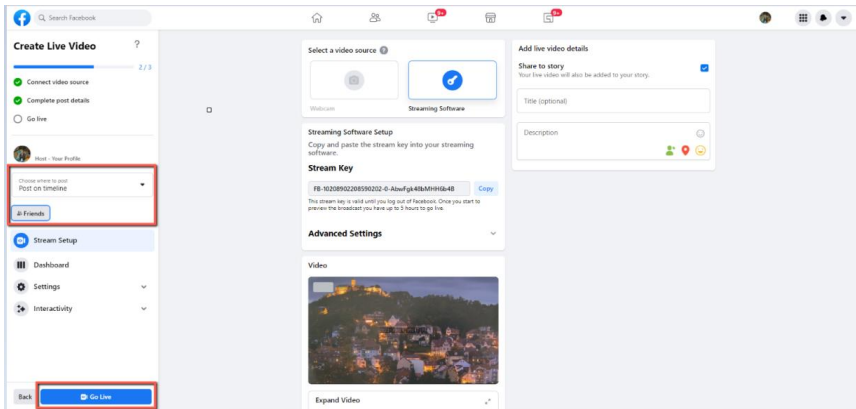 Search Facebook
9+
9+
Create Live Video
?
2 / 3
Connect video source
Complete post details
Go live
Host - Your Profile
Choose where to post
Post on timeline
Friends
Stream Setup
Dashboard
Settings
Interactivity
Back
Go Live
Select a video source
Webcam
Streaming Software
Streaming Software Setup
Copy and paste the stream key into your streaming
software.
Stream Key
FB-10208902208590202-0-AbwFgk48bMHH6b4B
Copy
This stream key is valid until you log out of Facebook. Once you start to
preview the broadcast you have up to 5 hours to go live.
Advanced Settings
Video
Expand Video
Add live video details
Share to story
Your live video will also be added to your story.
Title (optional)
Description